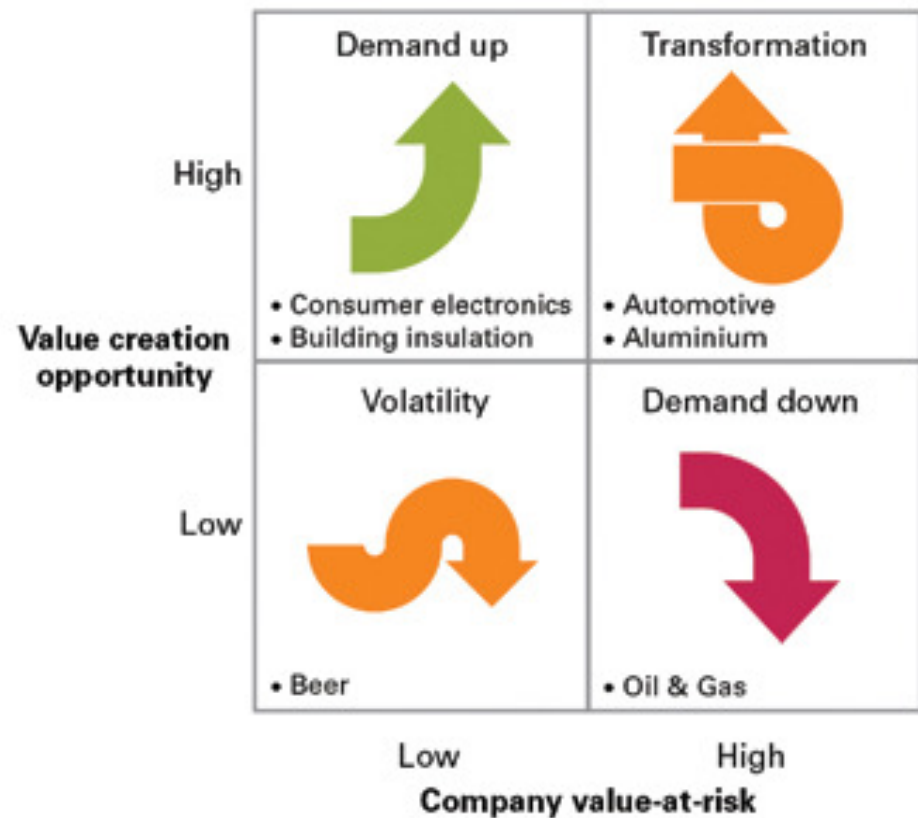 Demand up
Transformation
High
• Consumer electronics
• Building insulation
• Automotive
• Aluminium
Value creation
opportunity
Volatility
Demand down
Low
• Beer
• Oil & Gas
Low
High
Company value-at-risk